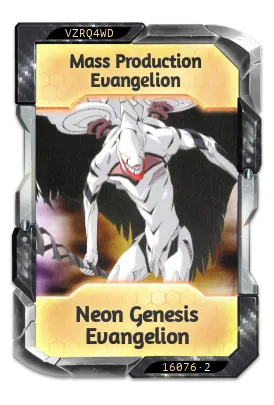 VZRQ4WD
Mass Production
Evangelion
Neon Genesis
Evangelion
16076·2